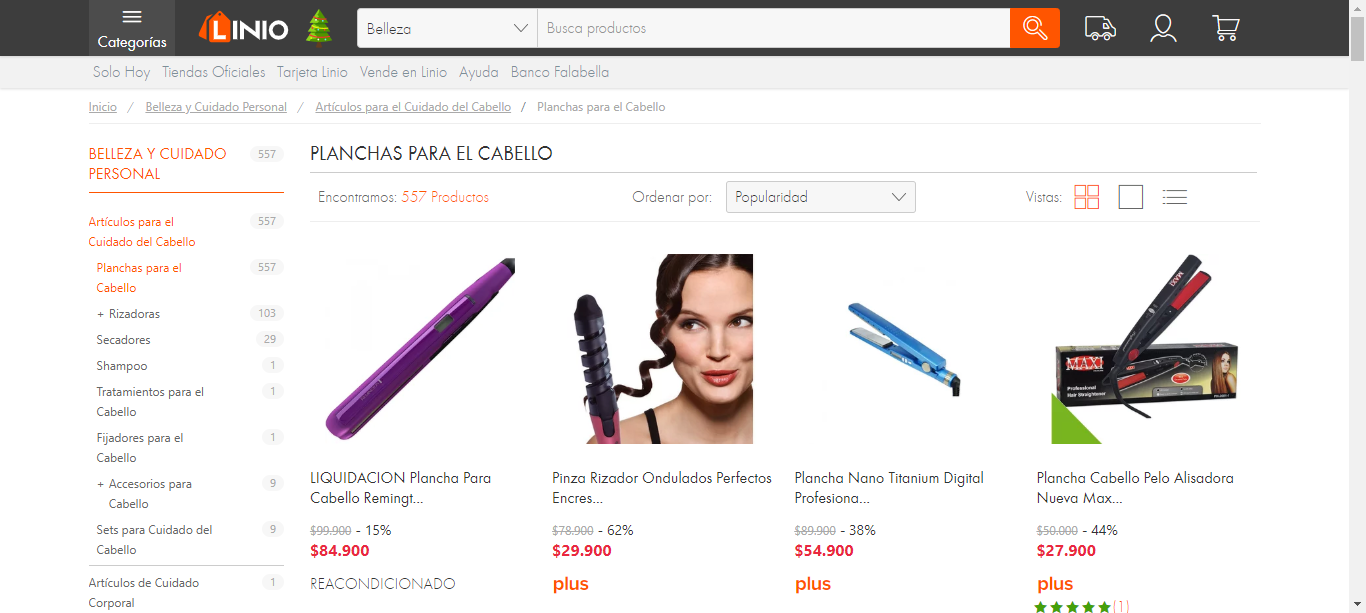 Categorías
LINIO
Belleza
Busca productos
Solo Hoy Tiendas Oficiales Tarjeta Linio Vende en Linio Ayuda Banco Falabella
Inicio / Belleza y Cuidado Personal / Artículos para el Cuidado del Cabello / Planchas para el Cabello
BELLEZA Y CUIDADO 557
PERSONAL
Artículos para el 557
Cuidado del Cabello
Planchas para el 557
Cabello
+ Rizadoras 103
Secadores 29
Shampoo 1
Tratamientos para el 1
Cabello
Fijadores para el 1
Cabello
+ Accesorios para 9
Cabello
Sets para Cuidado del 9
Cabello
Artículos de Cuidado 1
Corporal
PLANCHAS PARA EL CABELLO
Encontramos: 557 Productos
Ordenar por: Popularidad
Vistas:
LIQUIDACION Plancha Para
Cabello Remingt...
$99.900 - 15%
$84.900
REACONDICIONADO
Pinza Rizador Ondulados Perfectos
Encres...
$78.900 - 62%
$29.900
plus
Plancha Nano Titanium Digital
Profesiona...
$89.900 - 38%
$54.900
plus
MAXI
MAXI
Professional
Hair Straightener
Plancha Cabello Pelo Alisadora
Nueva Max...
$50.000 - 44%
$27.900
plus
(1)